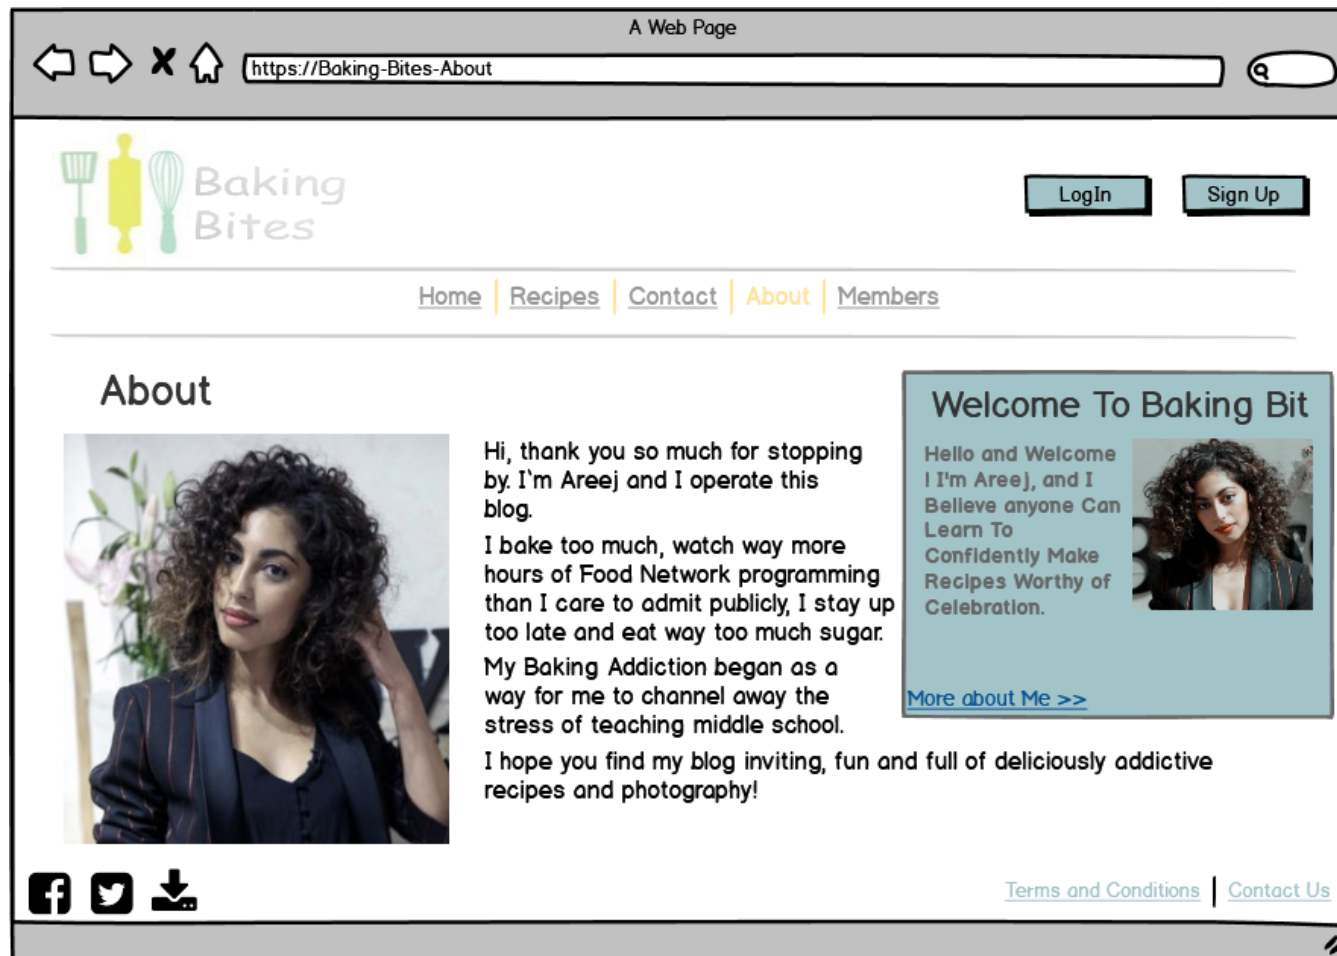 A Web Page
https://Baking-Bites-About
Baking
Bites
LogIn
Sign Up
Home
Recipes
Contact
About
Members
About
Hi, thank you so much for stopping
by. I`m Areej and I operate this
blog.
I bake too much, watch way more
hours of Food Network programming
than I care to admit publicly, I stay up
too late and eat way too much sugar.
My Baking Addiction began as a
way for me to channel away the
stress of teaching middle school.
I hope you find my blog inviting, fun and full of deliciously addictive
recipes and photography!
Welcome To Baking Bit
Hello and Welcome
! I'm Areej, and I
Believe anyone Can
Learn To
Confidently Make
Recipes Worthy of
Celebration.
More about Me >>
Terms and Conditions
Contact Us